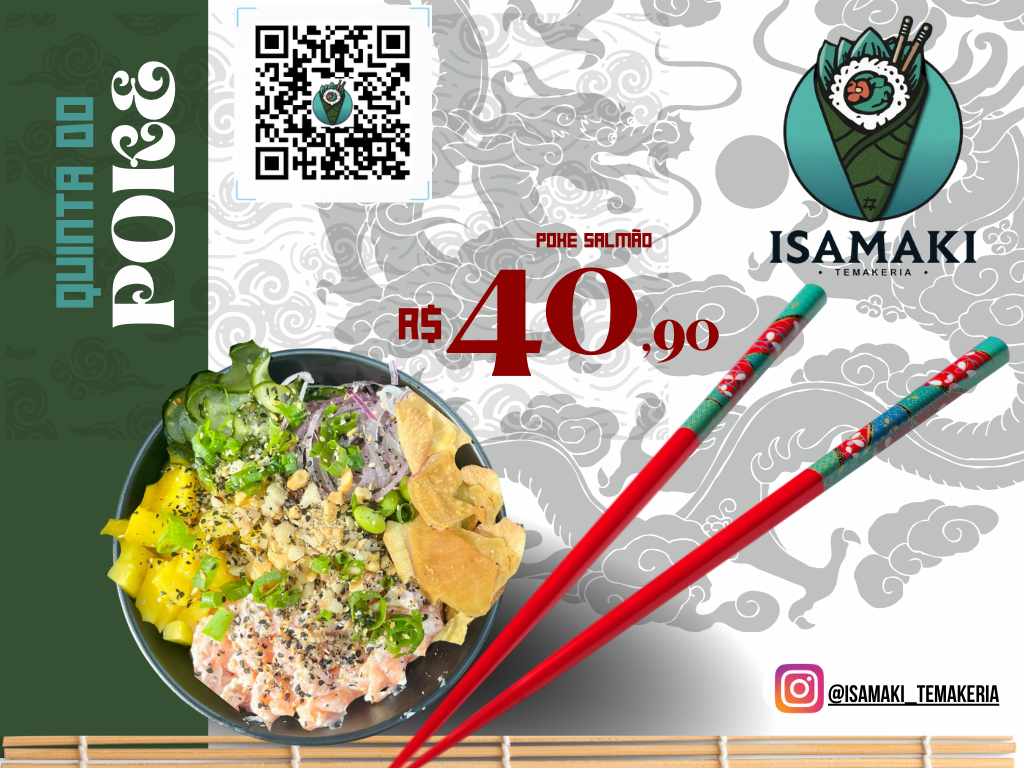 QUINTA DO
POKE
ISAMAKI
• TEMAKERIA •
POKE SALMÃO
R$ 40,90
@ISAMAKI_TEMAKERIA